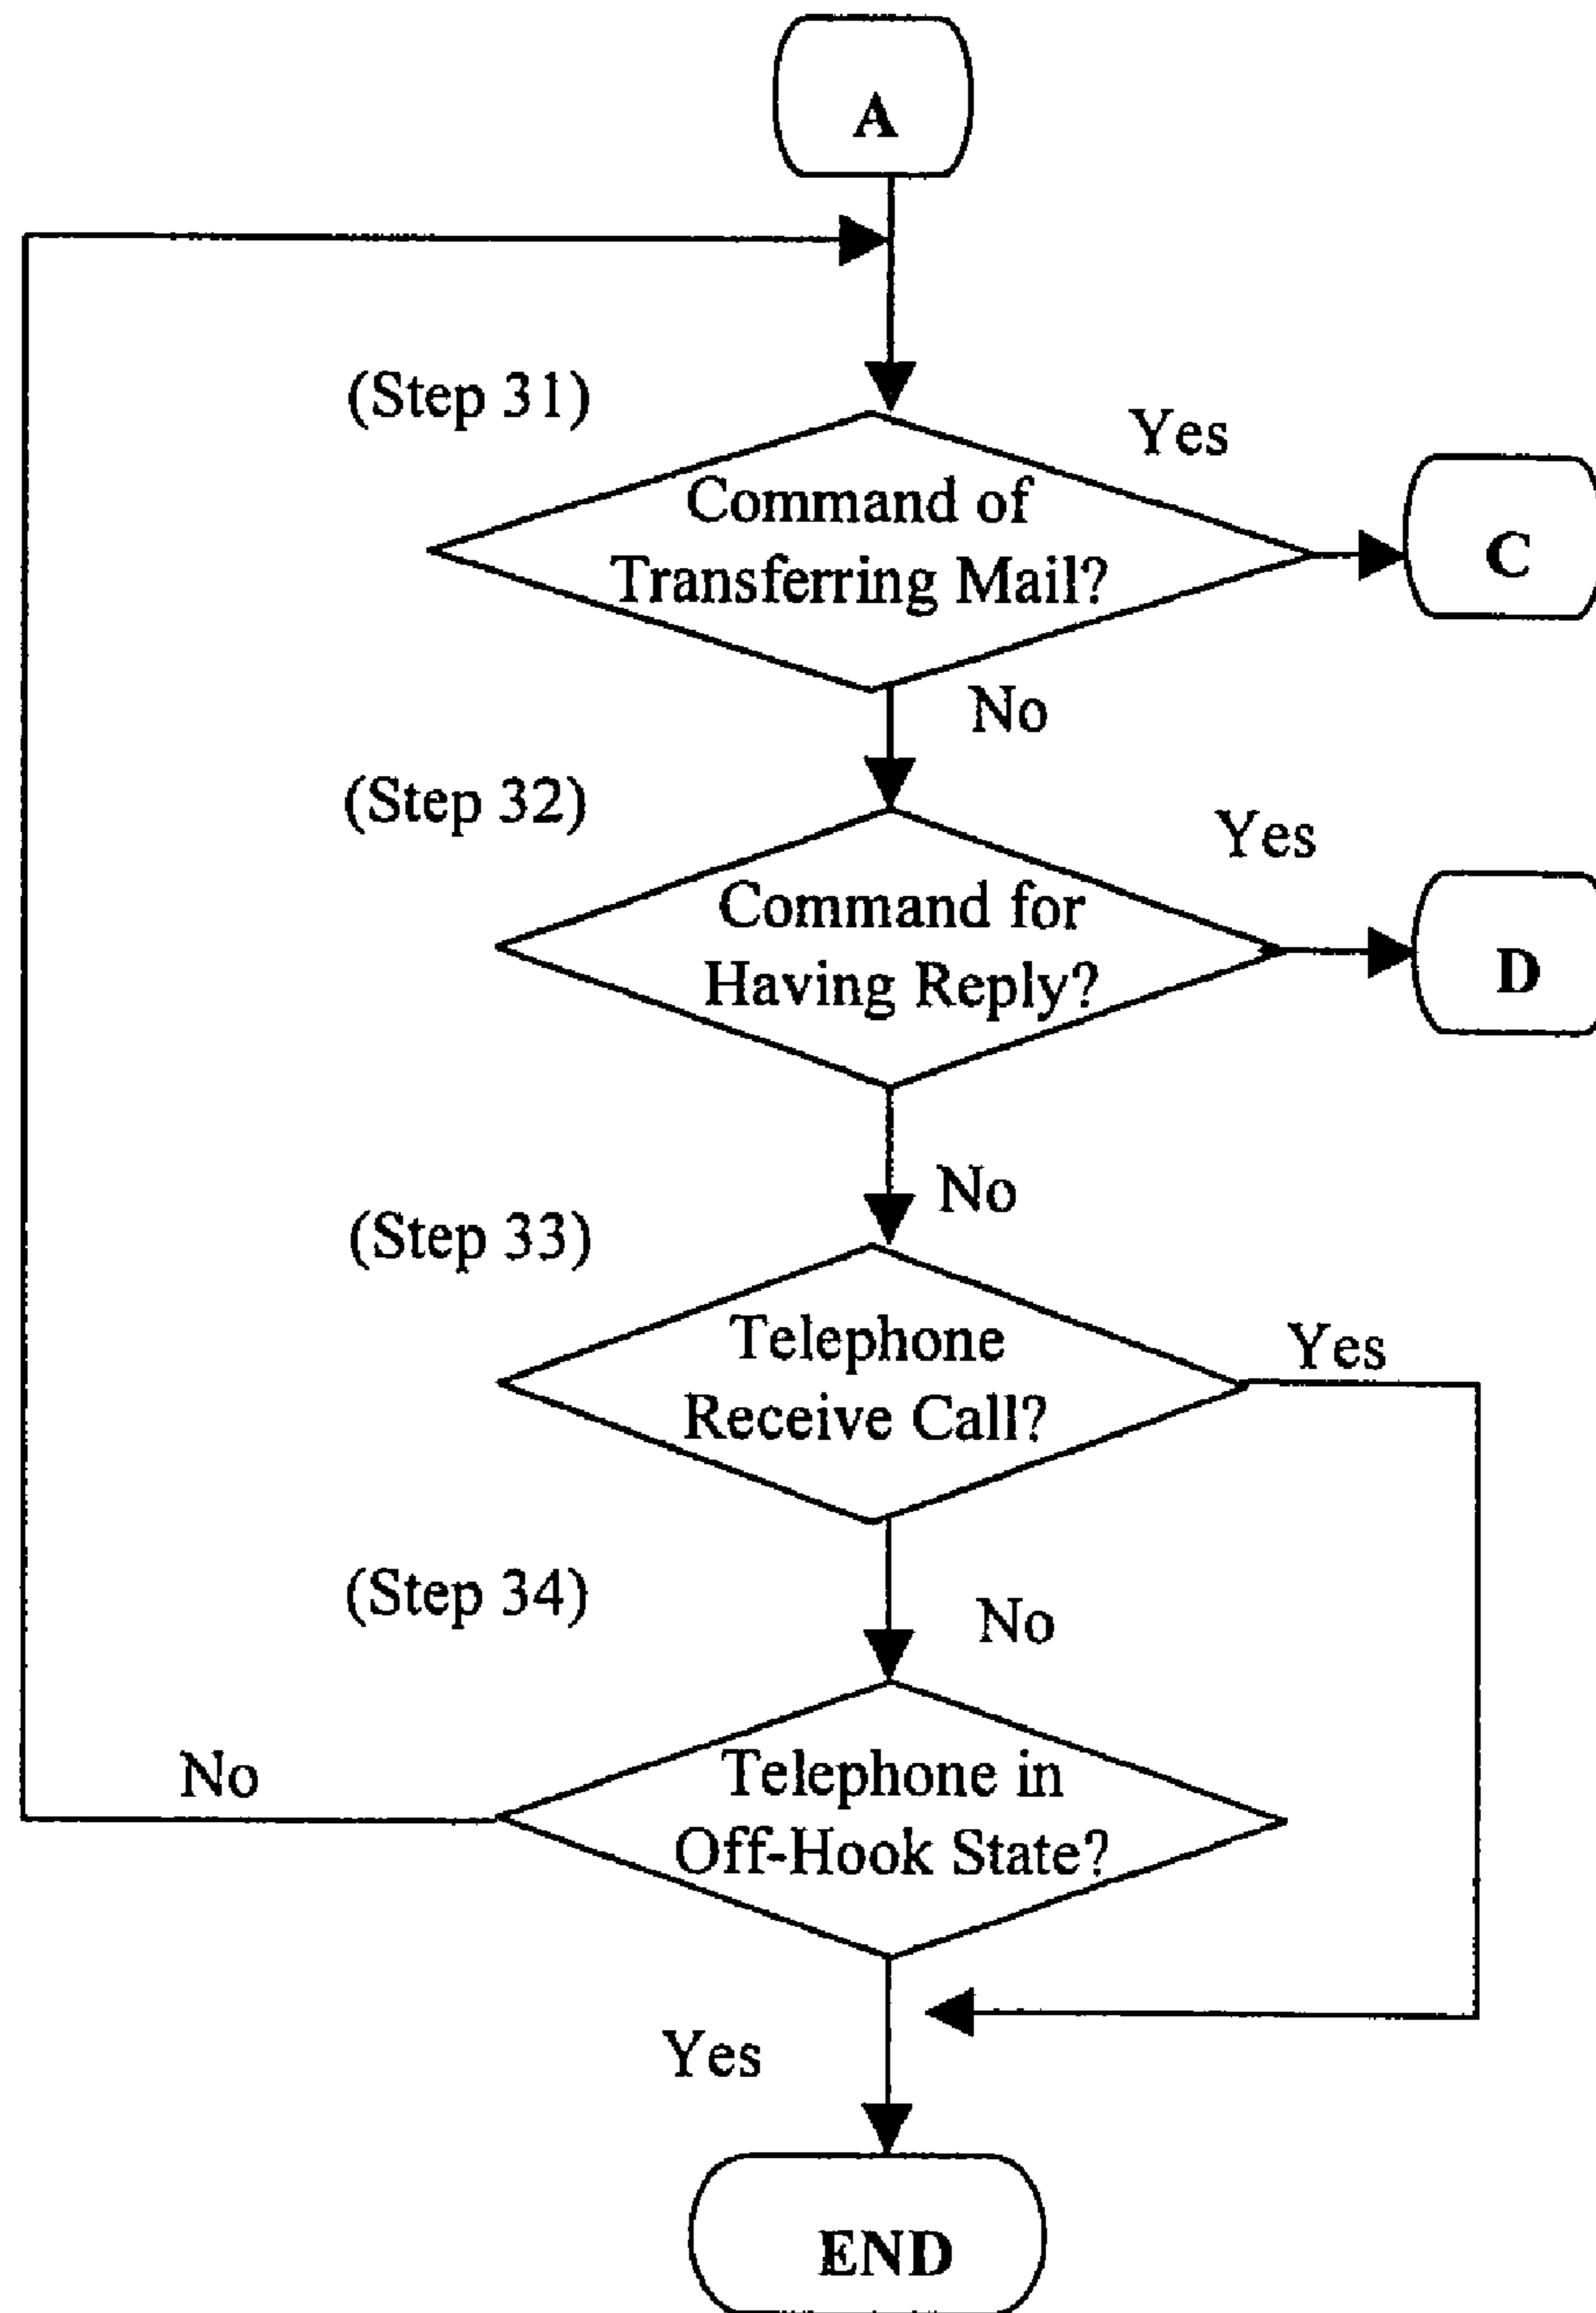 A
(Step 31)
Yes
Command of
Transferring Mail?
C
No
(Step 32)
Yes
Command for
Having Reply?
D
No
(Step 33)
Telephone
Receive Call?
Yes
(Step 34)
No
Telephone in
Off-Hook State?
No
Yes
END